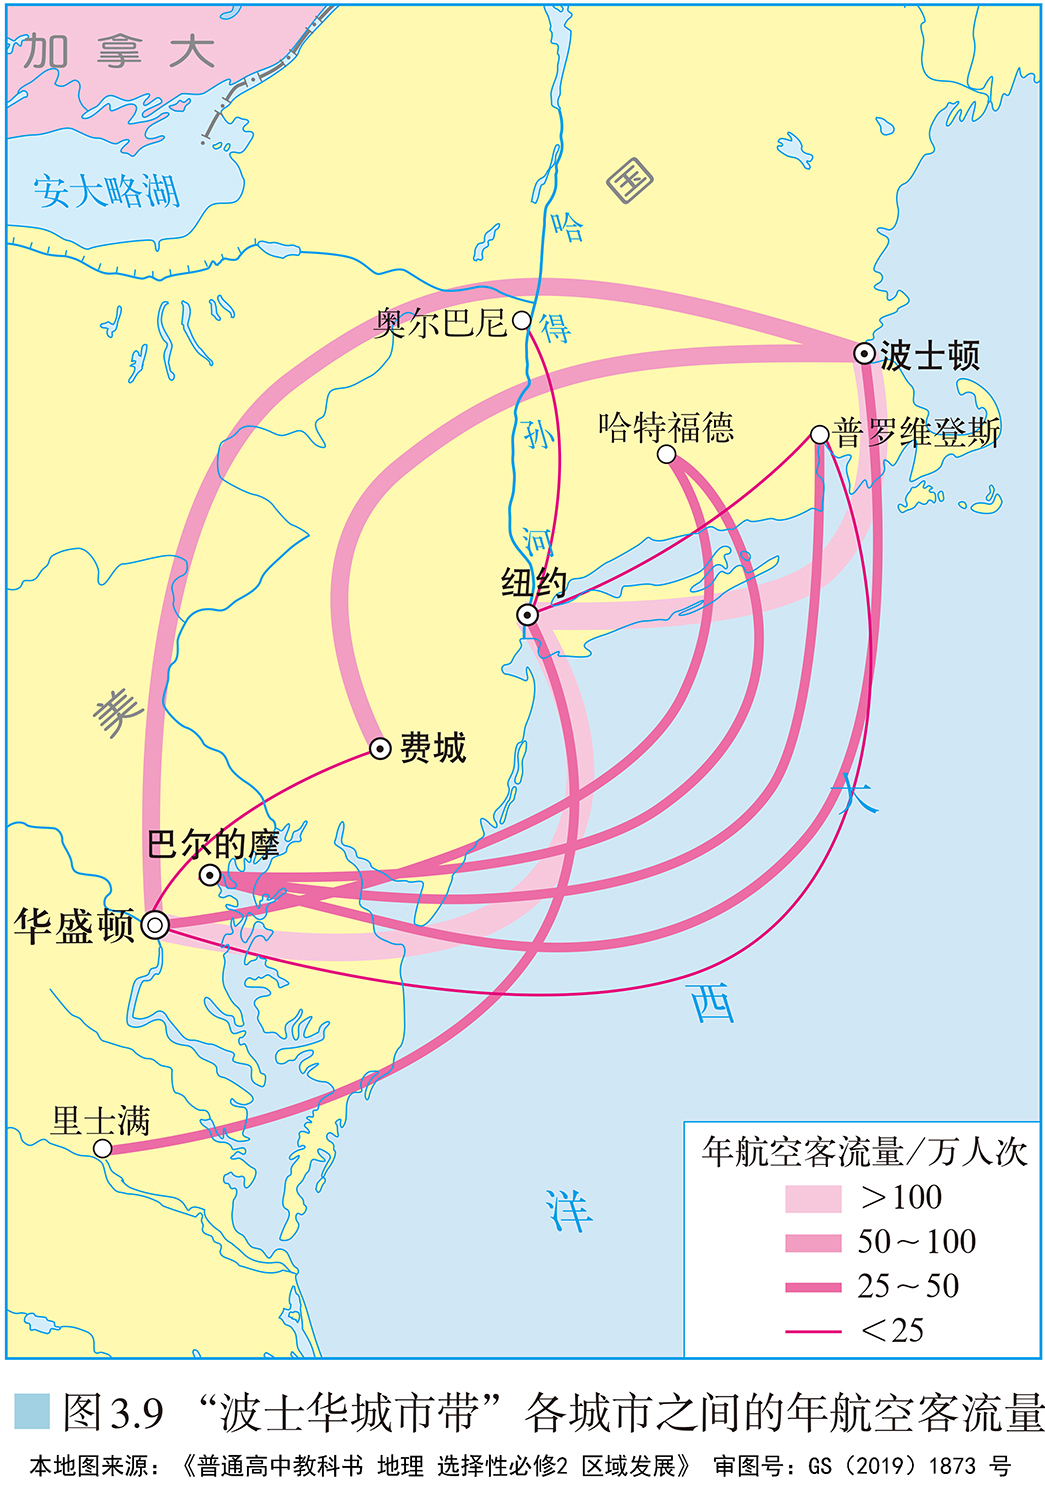 加拿大
安大略湖
国
哈
得
孙
河
奥尔巴尼
波士顿
哈特福德
普罗维登斯
纽约
美
费城
巴尔的摩
华盛顿
大
西
洋
里士满
年航空客流量/万人次
＞100
50～100
25～50
＜25
图3.9 “波士华城市带”各城市之间的年航空客流量
本地图来源：《普通高中教科书 地理 选择性必修2 区域发展》 审图号：GS（2019）1873 号